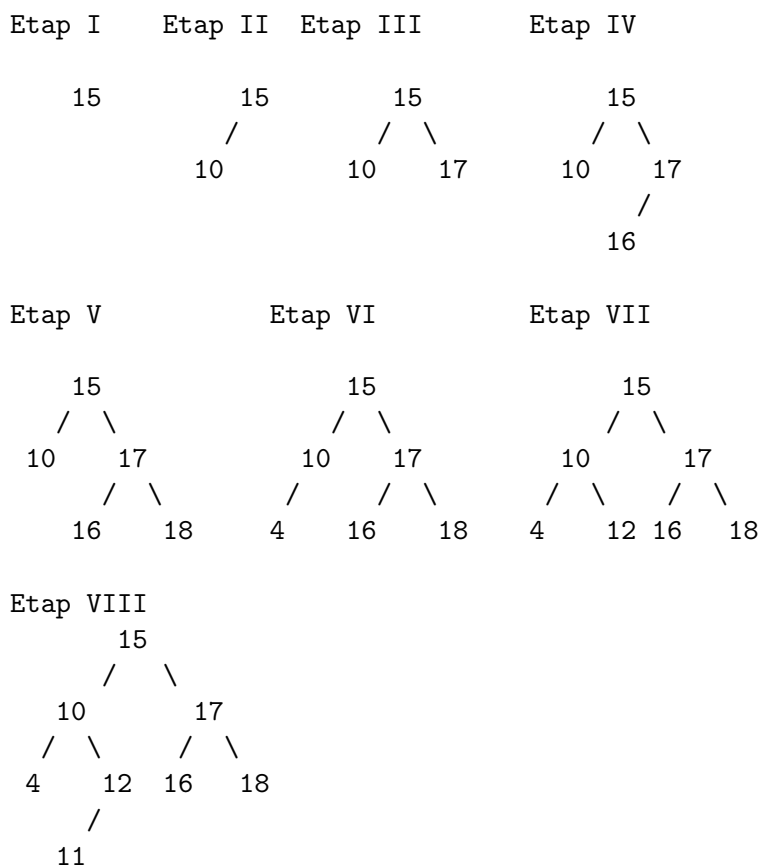 Etap I    Etap II  Etap III       Etap IV
    15         15        15            15
              /         /  \          /  \
            10        10    17      10    17
                                         /
                                       16
Etap V           Etap VI          Etap VII
    15                15               15
   /  \              /  \             /  \
 10    17          10    17         10      17
      /  \        /     /  \       /  \    /  \
    16    18     4    16    18    4    12 16   18
Etap VIII
       15
      /   \
   10       17
  /  \     /  \
 4    12  16   18
     /
   11